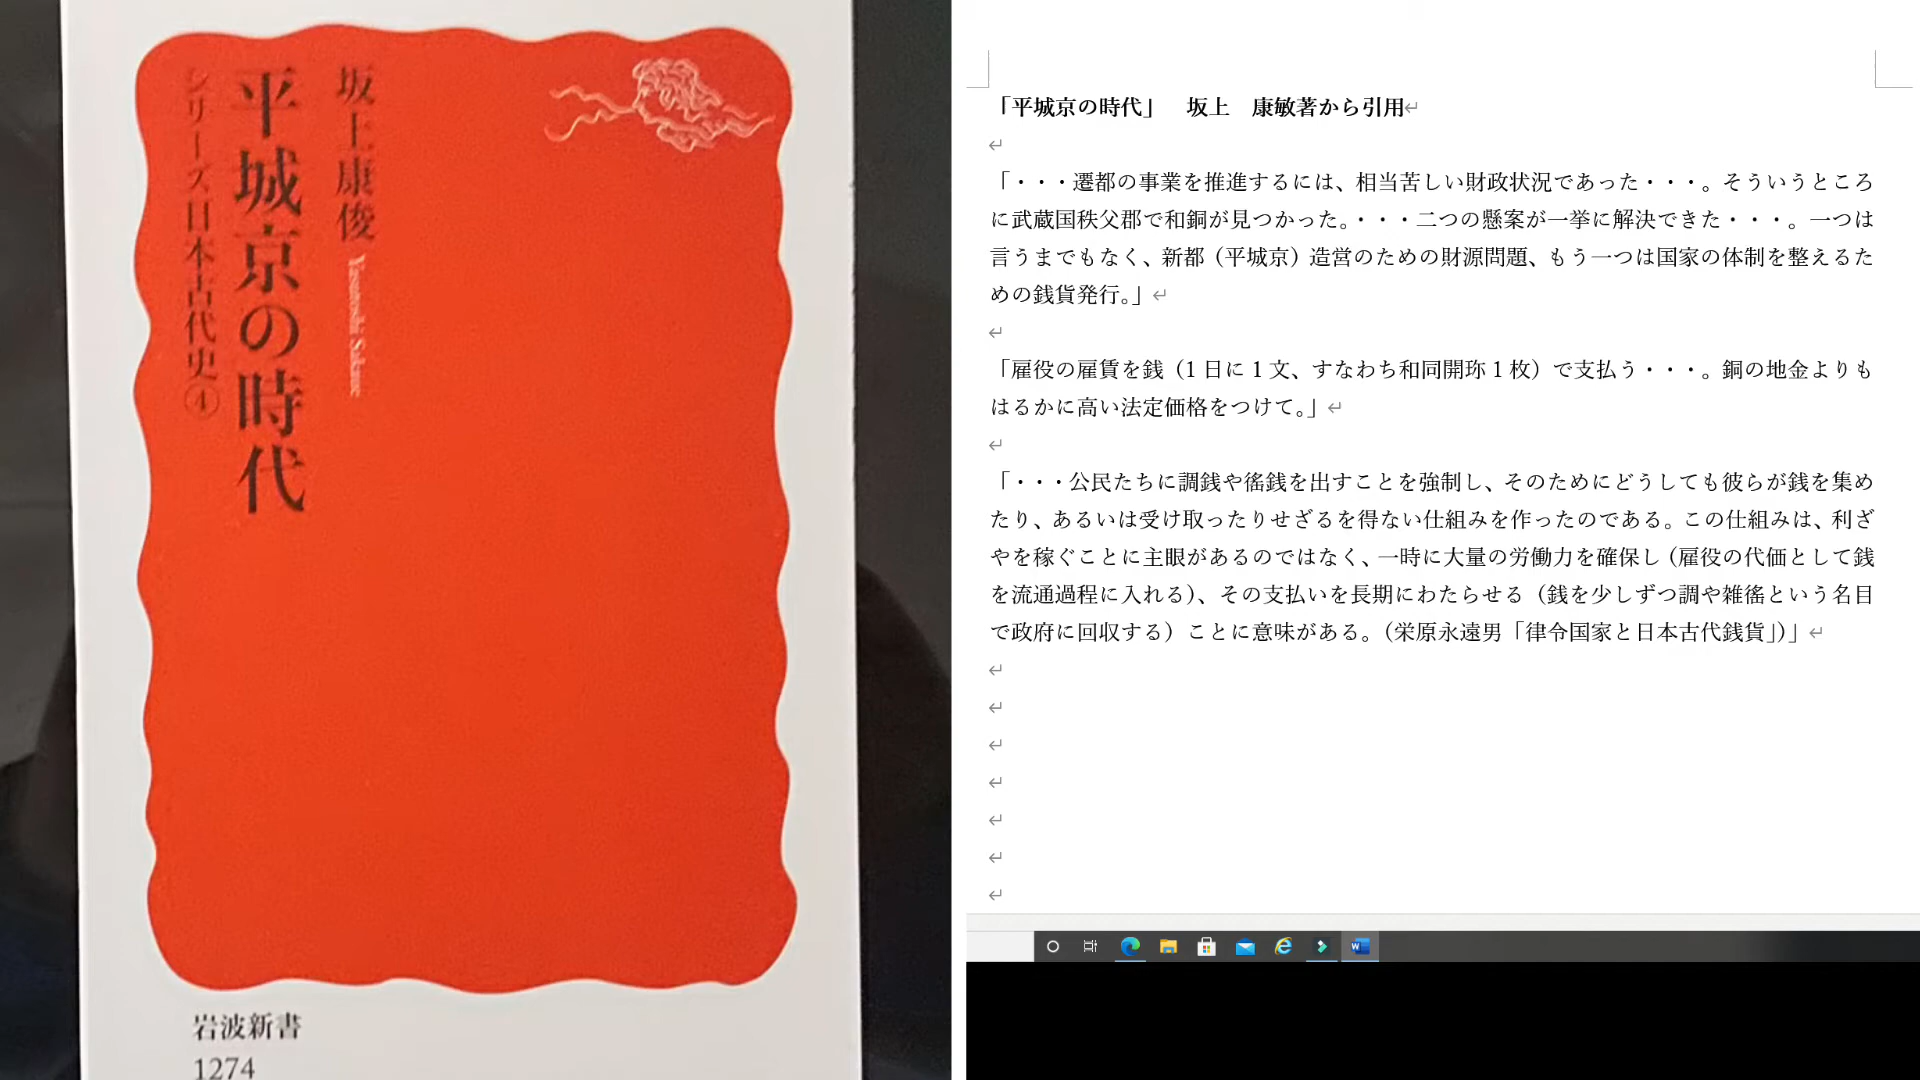 坂上康俊 Yasutoshi Sakaue
平城京の時代
シリーズ日本古代史④
岩波新書
1274
「平城京の時代」　坂上　康敏著から引用
「・・・遷都の事業を推進するには、相当苦しい財政状況であった・・・。そういうところ
に武蔵国秩父郡で和銅が見つかった。・・・二つの懸案が一挙に解決できた・・・。一つは
言うまでもなく、新都（平城京）造営のための財源問題、もう一つは国家の体制を整えるた
めの銭貨発行。」
「雇役の雇賃を銭（1 日に 1 文、すなわち和同開珎 1 枚）で支払う・・・。銅の地金よりも
はるかに高い法定価格をつけて。」
「・・・公民たちに調銭や徭銭を出すことを強制し、そのためにどうしても彼らが銭を集め
たり、あるいは受け取ったりせざるを得ない仕組みを作ったのである。この仕組みは、利ざ
やを稼ぐことに主眼があるのではなく、一時に大量の労働力を確保し（雇役の代価として銭
を流通過程に入れる）、その支払いを長期にわたらせる（銭を少しずつ調や雑徭という名目
で政府に回収する）ことに意味がある。（栄原永遠男「律令国家と日本古代銭貨」）」